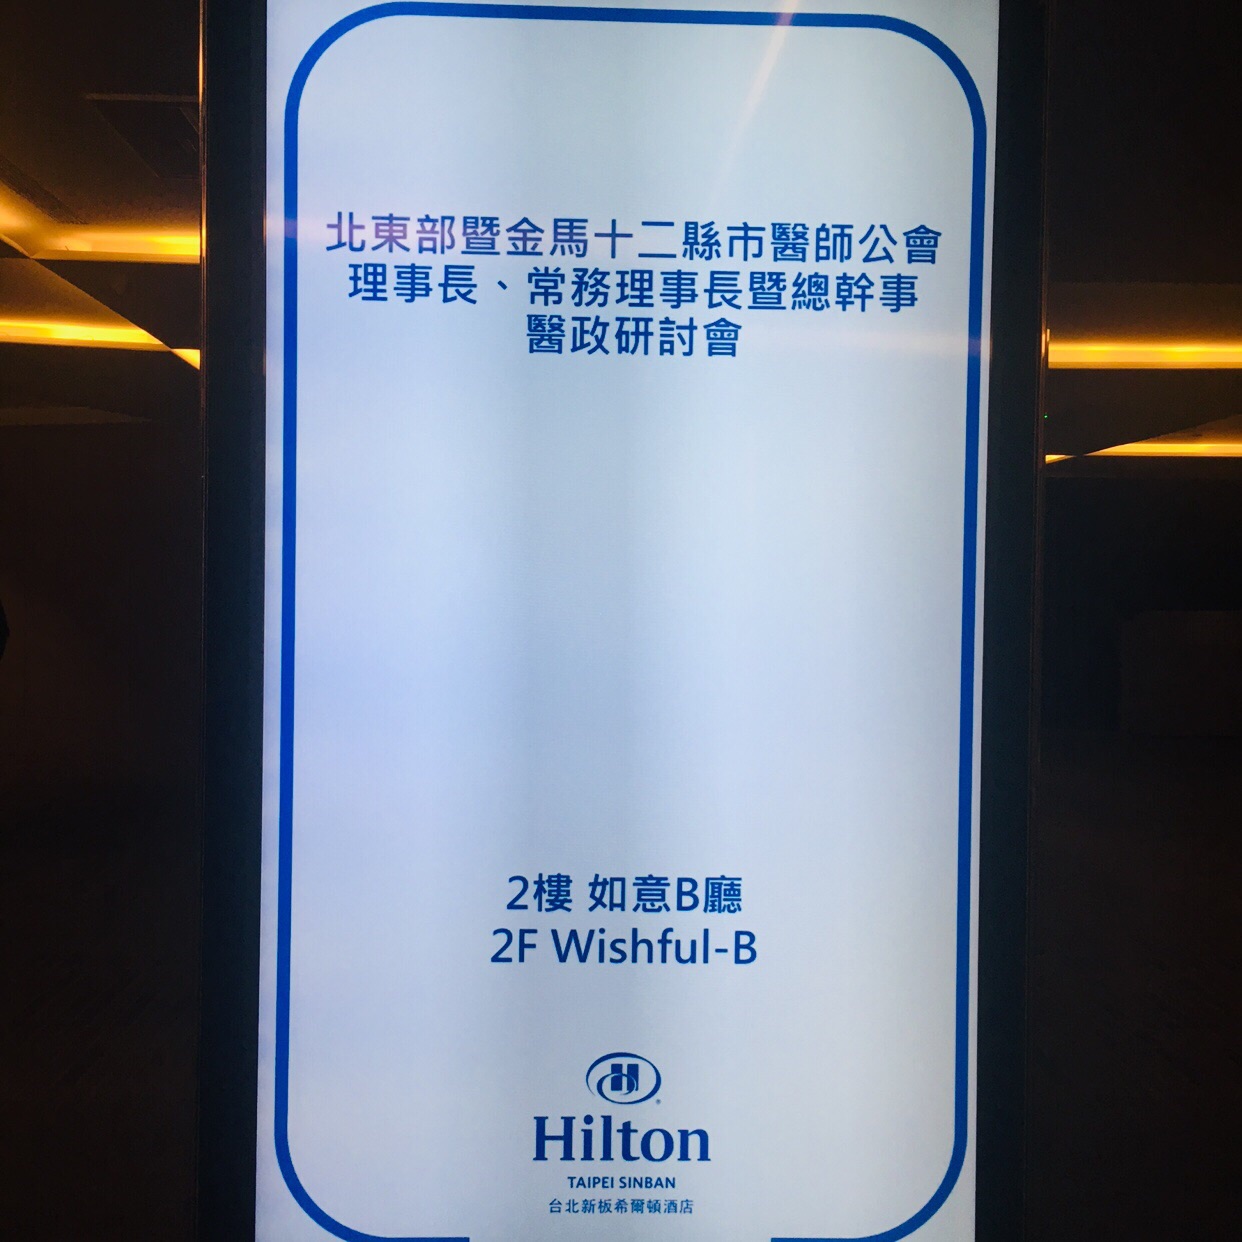 北東部暨金馬十二縣市醫師公會
理事長、常務理事長暨總幹事
醫政研討會
2樓 如意B廳
2F Wishful-B
H
Hilton
TAIPEI SINBAN
台北新板希爾頓酒店